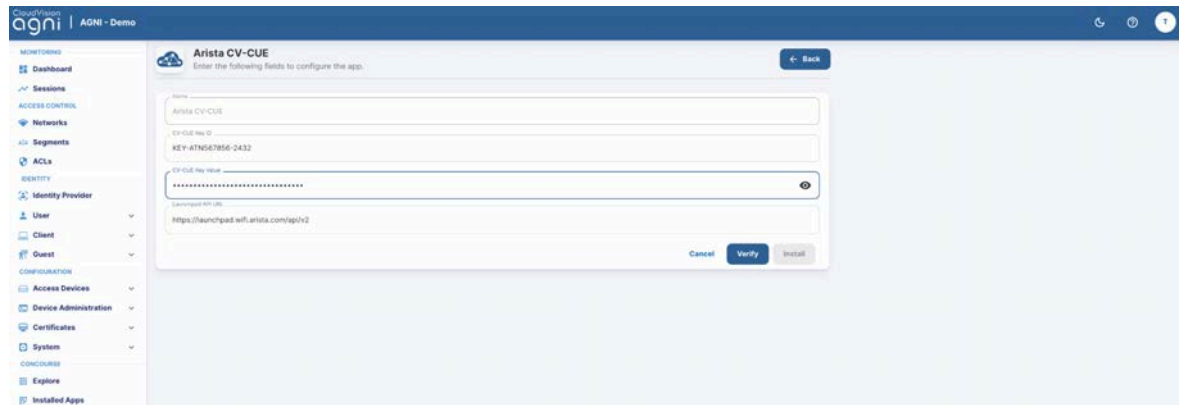 CloudVision
agni | AGNI - Demo
T
MONITORING
Dashboard
Sessions
ACCESS CONTROL
Networks
Segments
ACLs
IDENTITY
Identity Provider
User
Client
Guest
CONFIGURATION
Access Devices
Device Administration
Certificates
System
CONCOURSE
Explore
Installed Apps
Arista CV-CUE
Enter the following fields to configure the app.
← Back
Name
Arista CV-CUE
CV-CUE Key ID
KEY-ATN567856-2432
CV-CUE Key Value
Launchpad API URL
https://launchpad.wifi.arista.com/api/v2
Cancel
Verify
Install